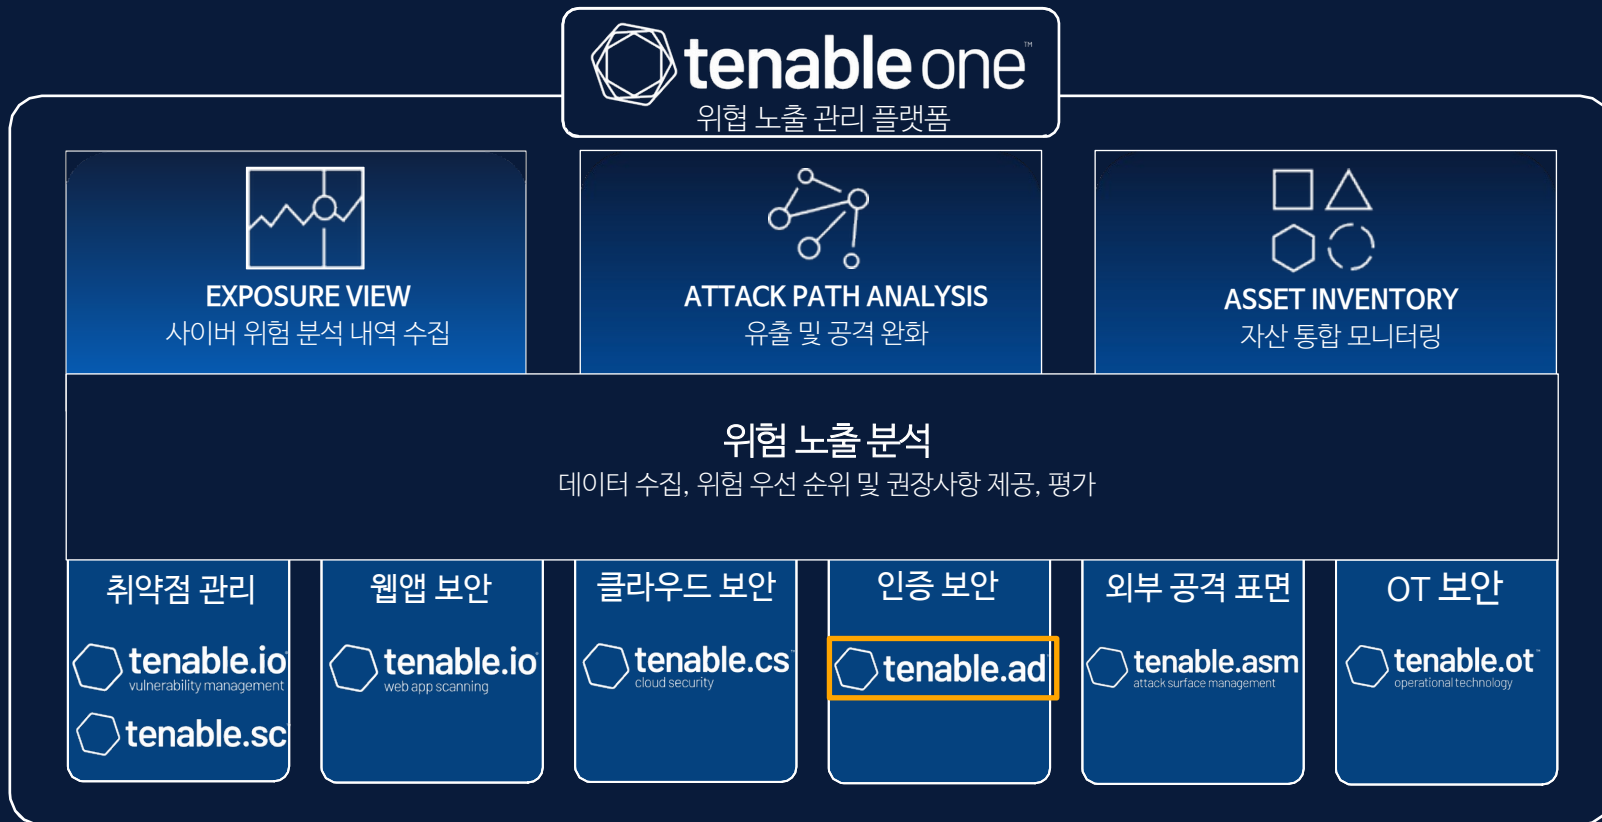 tenable one™
위협 노출 관리 플랫폼
EXPOSURE VIEW
사이버 위험 분석 내역 수집
ATTACK PATH ANALYSIS
유출 및 공격 완화
ASSET INVENTORY
자산 통합 모니터링
위험 노출 분석
데이터 수집, 위험 우선 순위 및 권장사항 제공, 평가
취약점 관리
tenable.io
vulnerability management
tenable.sc
웹앱 보안
tenable.io
web app scanning
클라우드 보안
tenable.cs
cloud security
인증 보안
tenable.ad
외부 공격 표면
tenable.asm
attack surface management
OT 보안
tenable.ot
operational technology